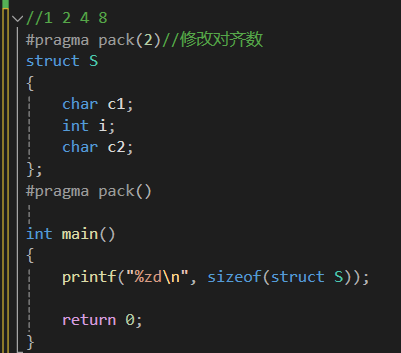 //1 2 4 8
#pragma pack(2)//修改对齐数
struct S
{
    char c1;
    int i;
    char c2;
};
#pragma pack()

int main()
{
    printf("%zd\n", sizeof(struct S));

    return 0;
}